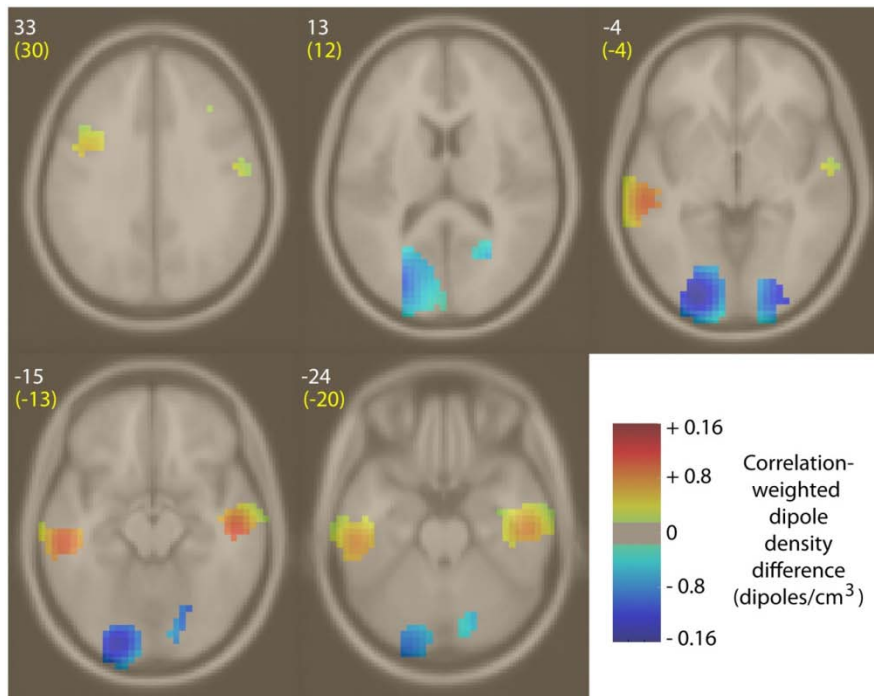 33
(30)
13
(12)
-4
(-4)
-15
(-13)
-24
(-20)
+ 0.16
+ 0.8
0
- 0.8
- 0.16
Correlation-
weighted
dipole
density
difference
(dipoles/cm³)